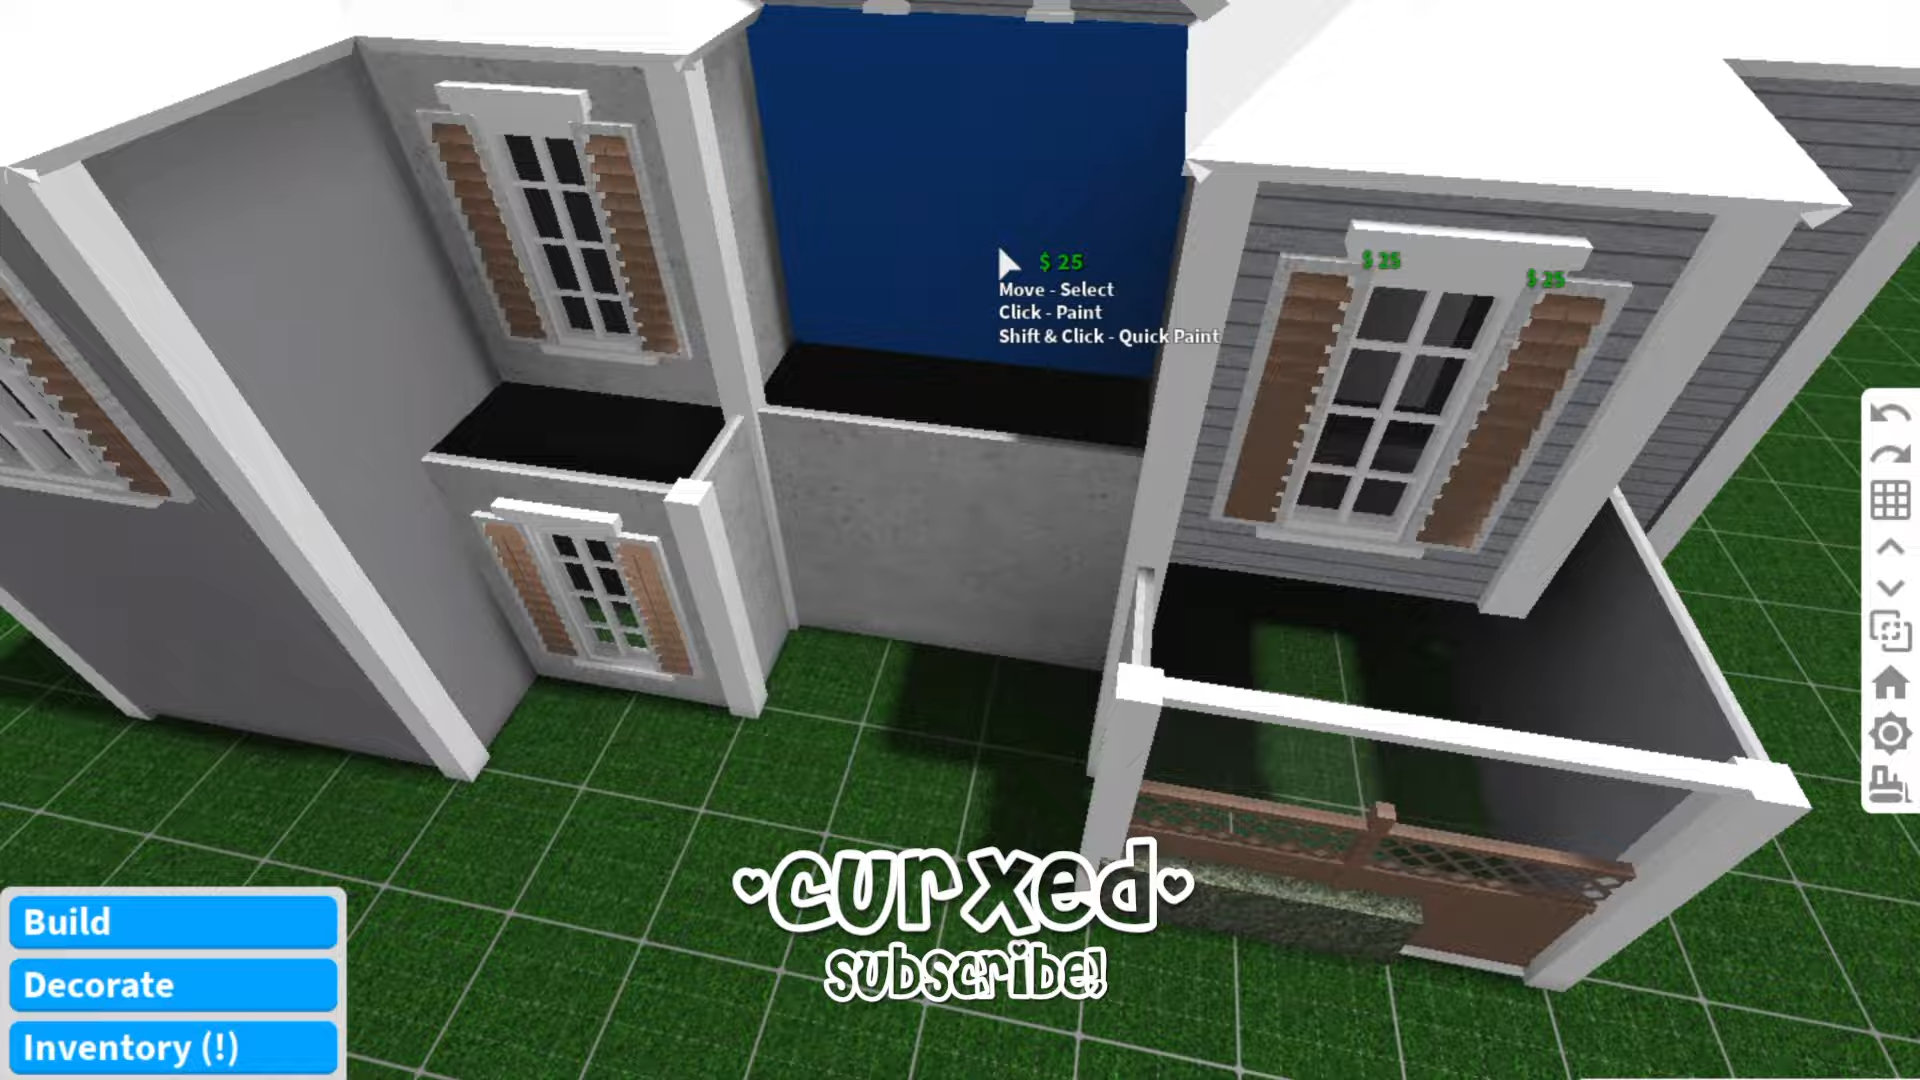 $ 25
Move - Select
Click - Paint
Shift & Click - Quick Paint
$ 25
$ 25
•curxed•
subscribe!
Build
Decorate
Inventory (!)